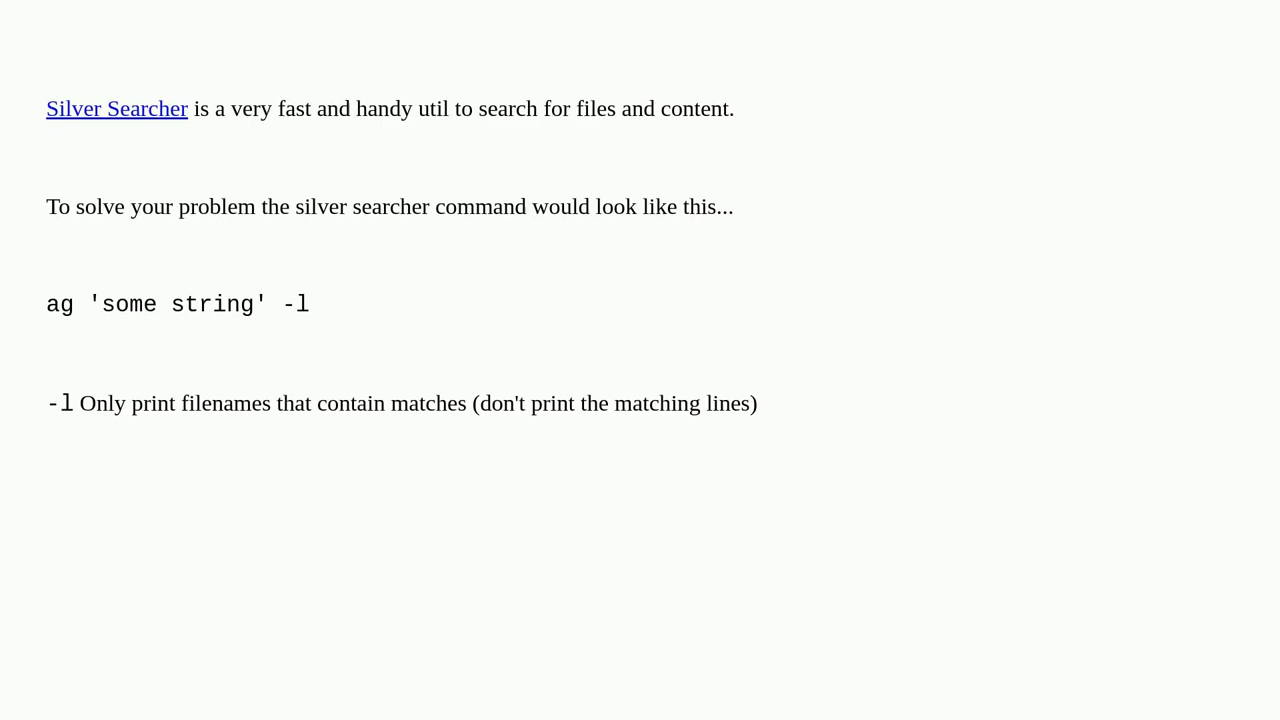 Silver Searcher is a very fast and handy util to search for files and content.
To solve your problem the silver searcher command would look like this...
ag 'some string' -l
-l Only print filenames that contain matches (don't print the matching lines)